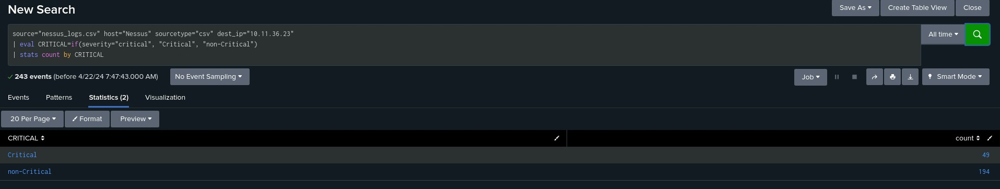 New Search
Save As Create Table View Close
source="nessus_logs.csv" host="Nessus" sourcetype="csv" dest_ip="10.11.36.23"
| eval CRITICAL=if(severity="critical", "Critical", "non-Critical")
| stats count by CRITICAL
All time
243 events (before 4/22/24 7:47:43.000 AM) No Event Sampling Job Smart Mode
Events Patterns Statistics (2) Visualization
20 Per Page Format Preview
CRITICAL count
Critical 49
non-Critical 194